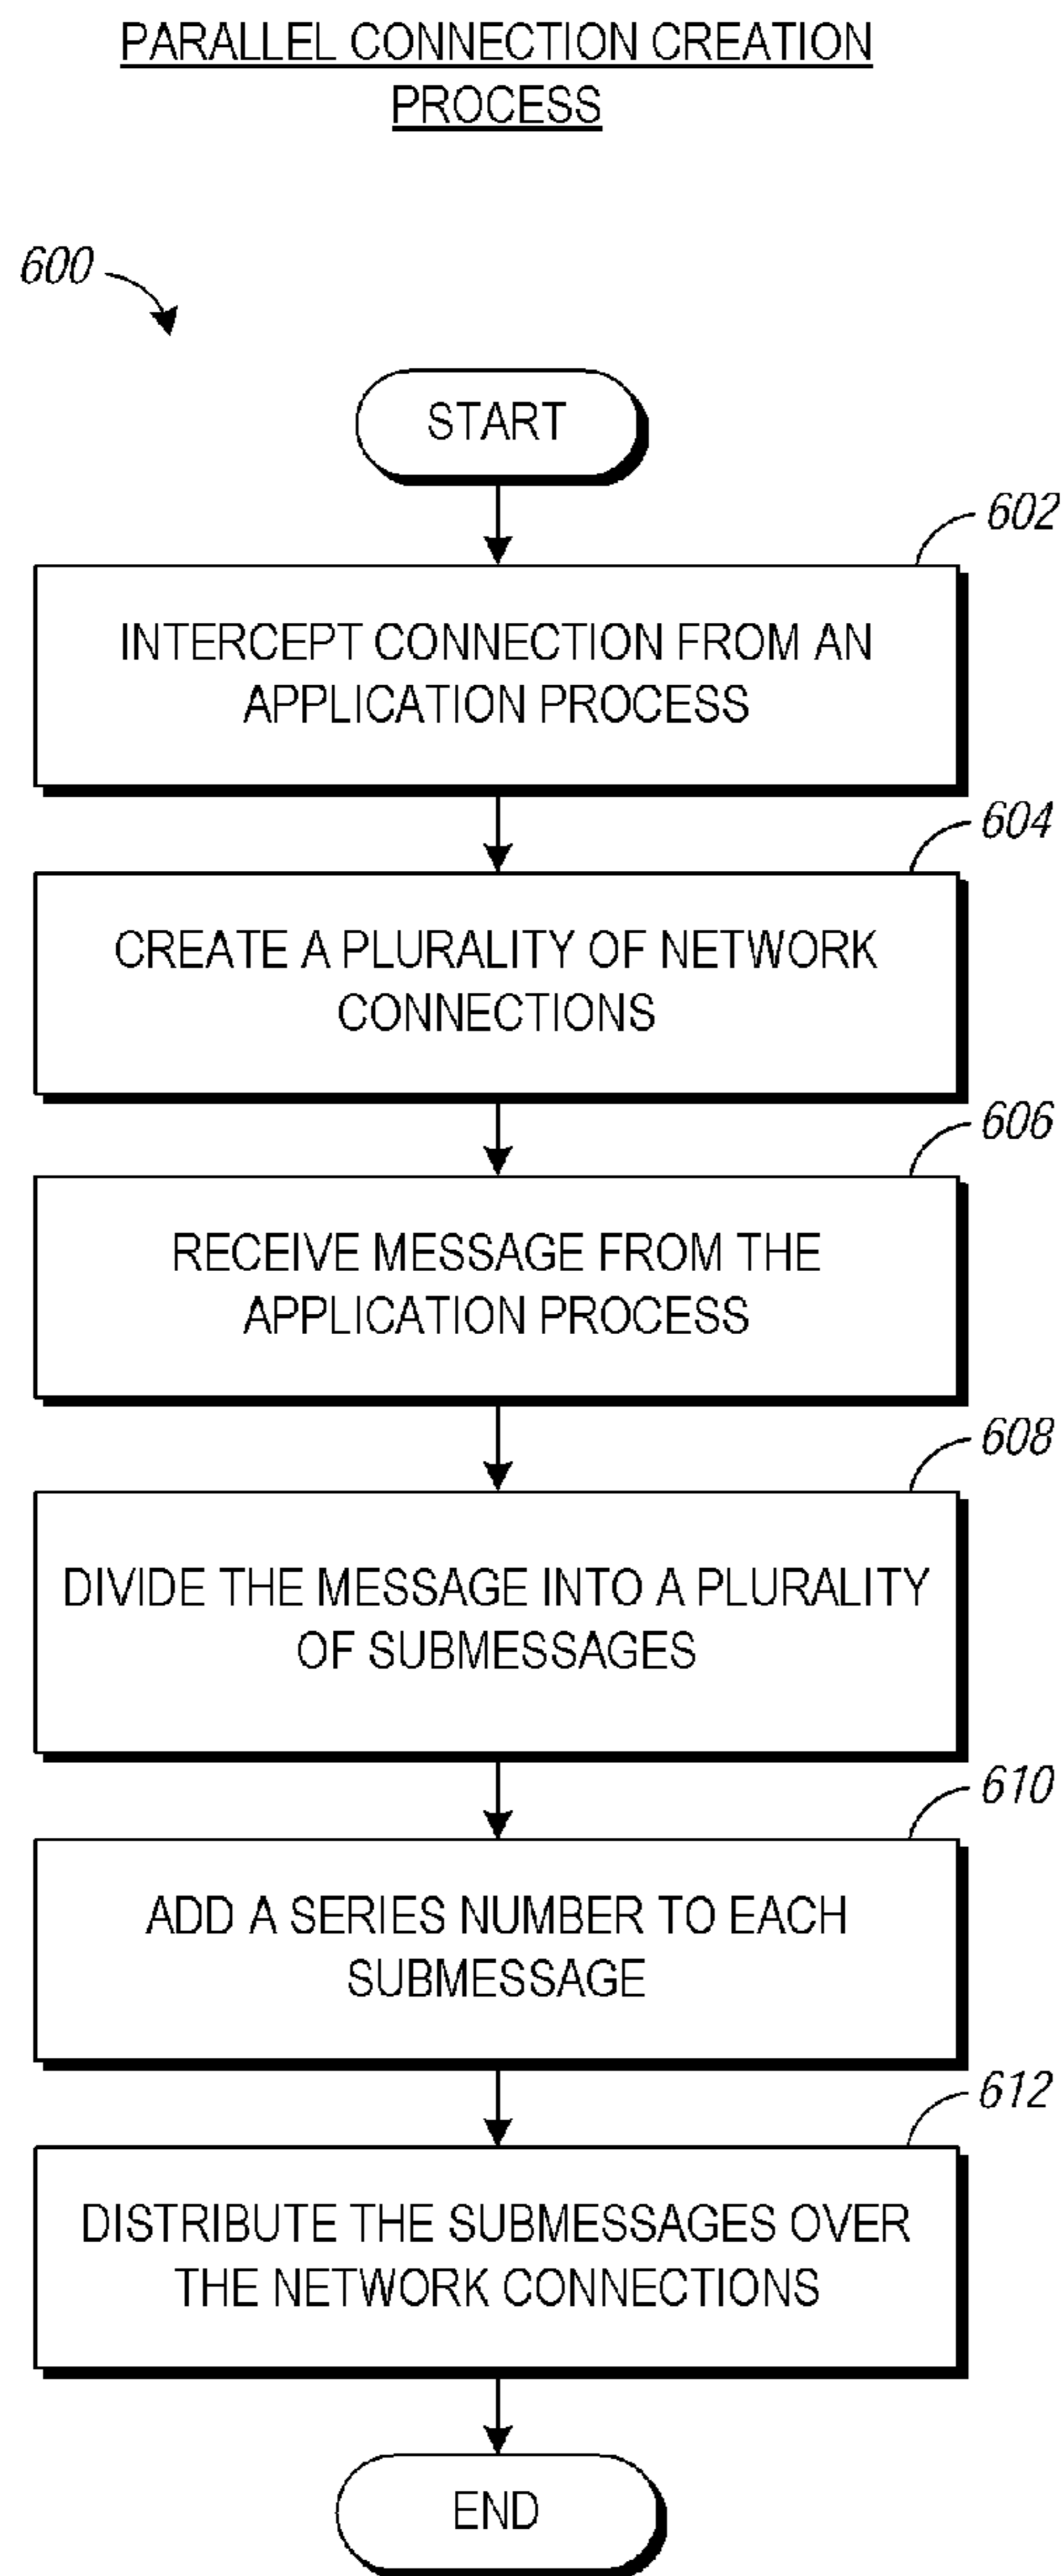 PARALLEL CONNECTION CREATION
PROCESS
600
START
602
INTERCEPT CONNECTION FROM AN
APPLICATION PROCESS
604
CREATE A PLURALITY OF NETWORK
CONNECTIONS
606
RECEIVE MESSAGE FROM THE
APPLICATION PROCESS
608
DIVIDE THE MESSAGE INTO A PLURALITY
OF SUBMESSAGES
610
ADD A SERIES NUMBER TO EACH
SUBMESSAGE
612
DISTRIBUTE THE SUBMESSAGES OVER
THE NETWORK CONNECTIONS
END